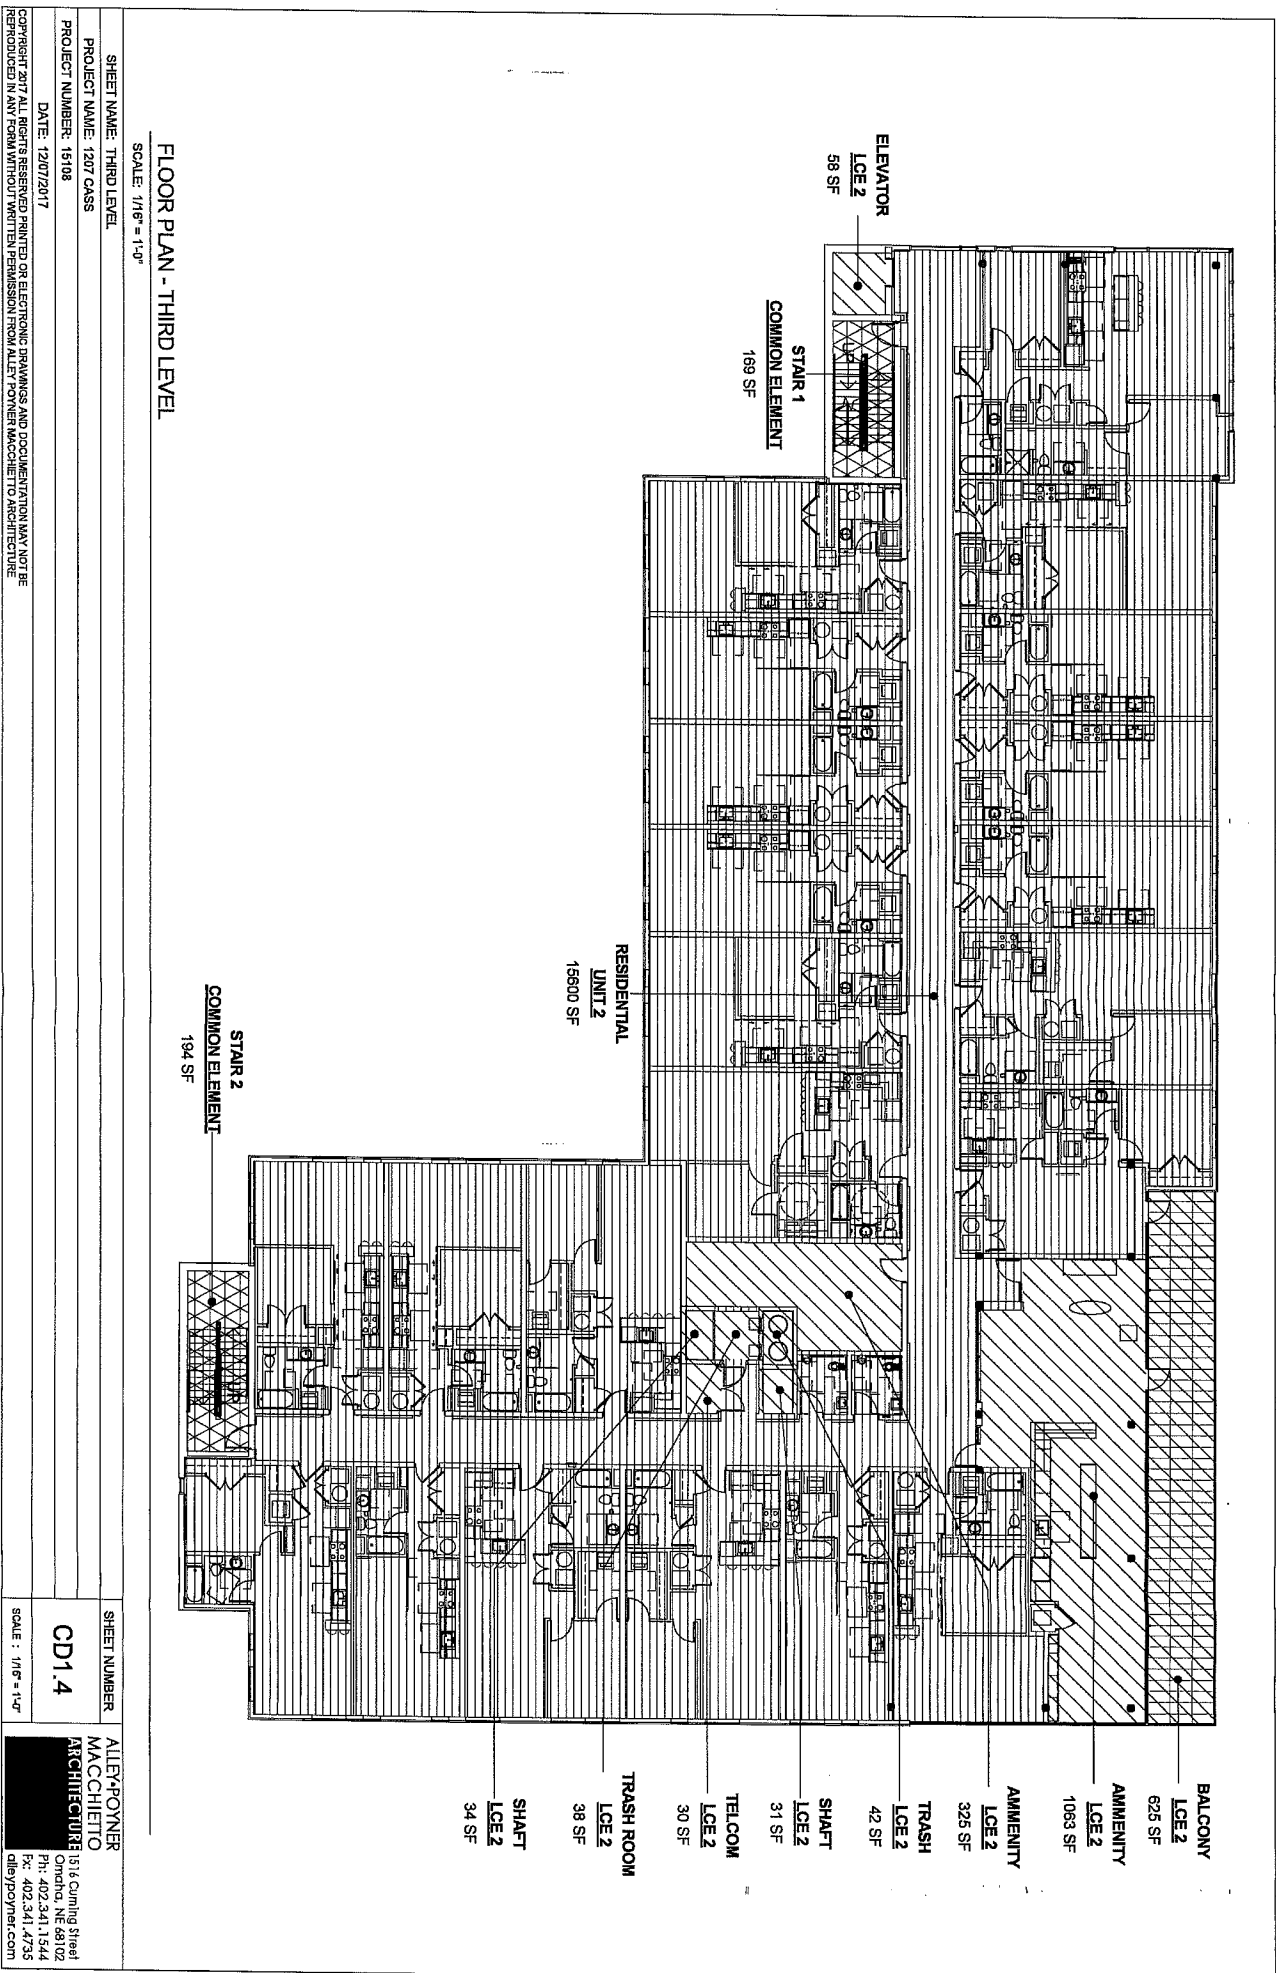 BALCONY
LCE 2
625 SF
AMMENITY
LCE 2
1063 SF
AMMENITY
LCE 2
325 SF
TRASH
LCE 2
42 SF
SHAFT
LCE 2
31 SF
TELCOM
LCE 2
30 SF
TRASH ROOM
LCE 2
38 SF
SHAFT
LCE 2
34 SF
ELEVATOR
LCE 2
58 SF
STAIR 1
COMMON ELEMENT
169 SF
UP
RESIDENTIAL
UNIT 2
15600 SF
STAIR 2
COMMON ELEMENT
194 SF
UP
FLOOR PLAN - THIRD LEVEL
SCALE: 1/16" = 1'-0"
SHEET NAME: THIRD LEVEL
PROJECT NAME: 1207 CASS
PROJECT NUMBER: 15108
DATE: 12/07/2017
COPYRIGHT 2017 ALL RIGHTS RESERVED PRINTED OR ELECTRONIC DRAWINGS AND DOCUMENTATION MAY NOT BE
REPRODUCED IN ANY FORM WITHOUT WRITTEN PERMISSION FROM ALLEY POYNER MACCHIETTO ARCHITECTURE
SHEET NUMBER
CD1.4
SCALE : 1/16" = 1'-0"
ALLEY•POYNER
MACCHIETTO
ARCHITECTURE
1516 Cuming Street
Omaha, NE 68102
Ph: 402.341.1544
Fx: 402.341.4735
alleypoyner.com